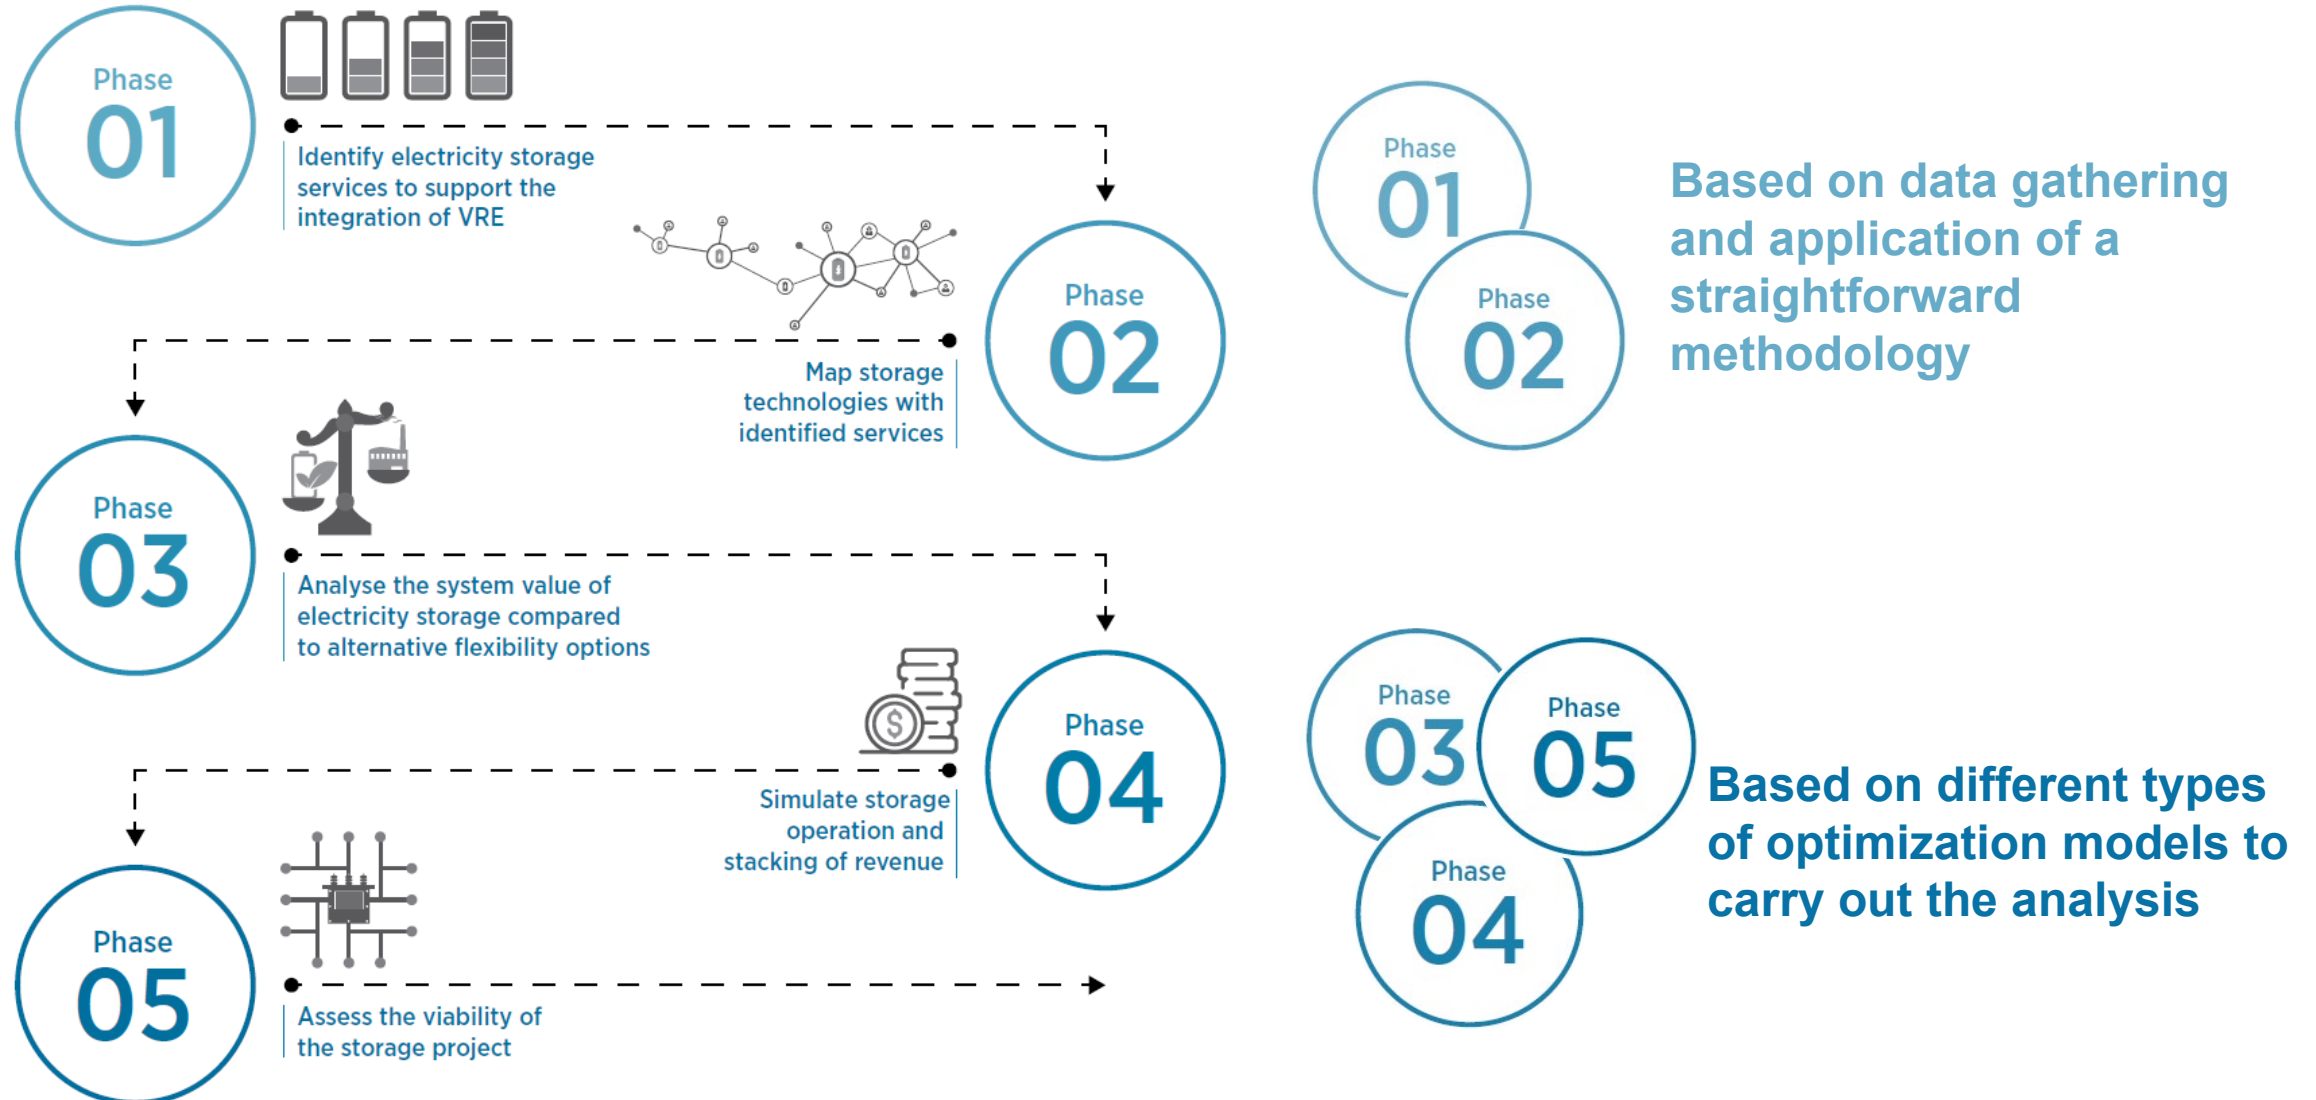 Phase
01
Identify electricity storage
services to support the
integration of VRE
Phase
02
Map storage
technologies with
identified services
Phase
03
Analyse the system value of
electricity storage compared
to alternative flexibility options
Phase
04
$
Simulate storage
operation and
stacking of revenue
Phase
05
Assess the viability of
the storage project
Phase
01
Phase
02
Based on data gathering
and application of a
straightforward
methodology
Phase
03
Phase
05
Phase
04
Based on different types
of optimization models to
carry out the analysis